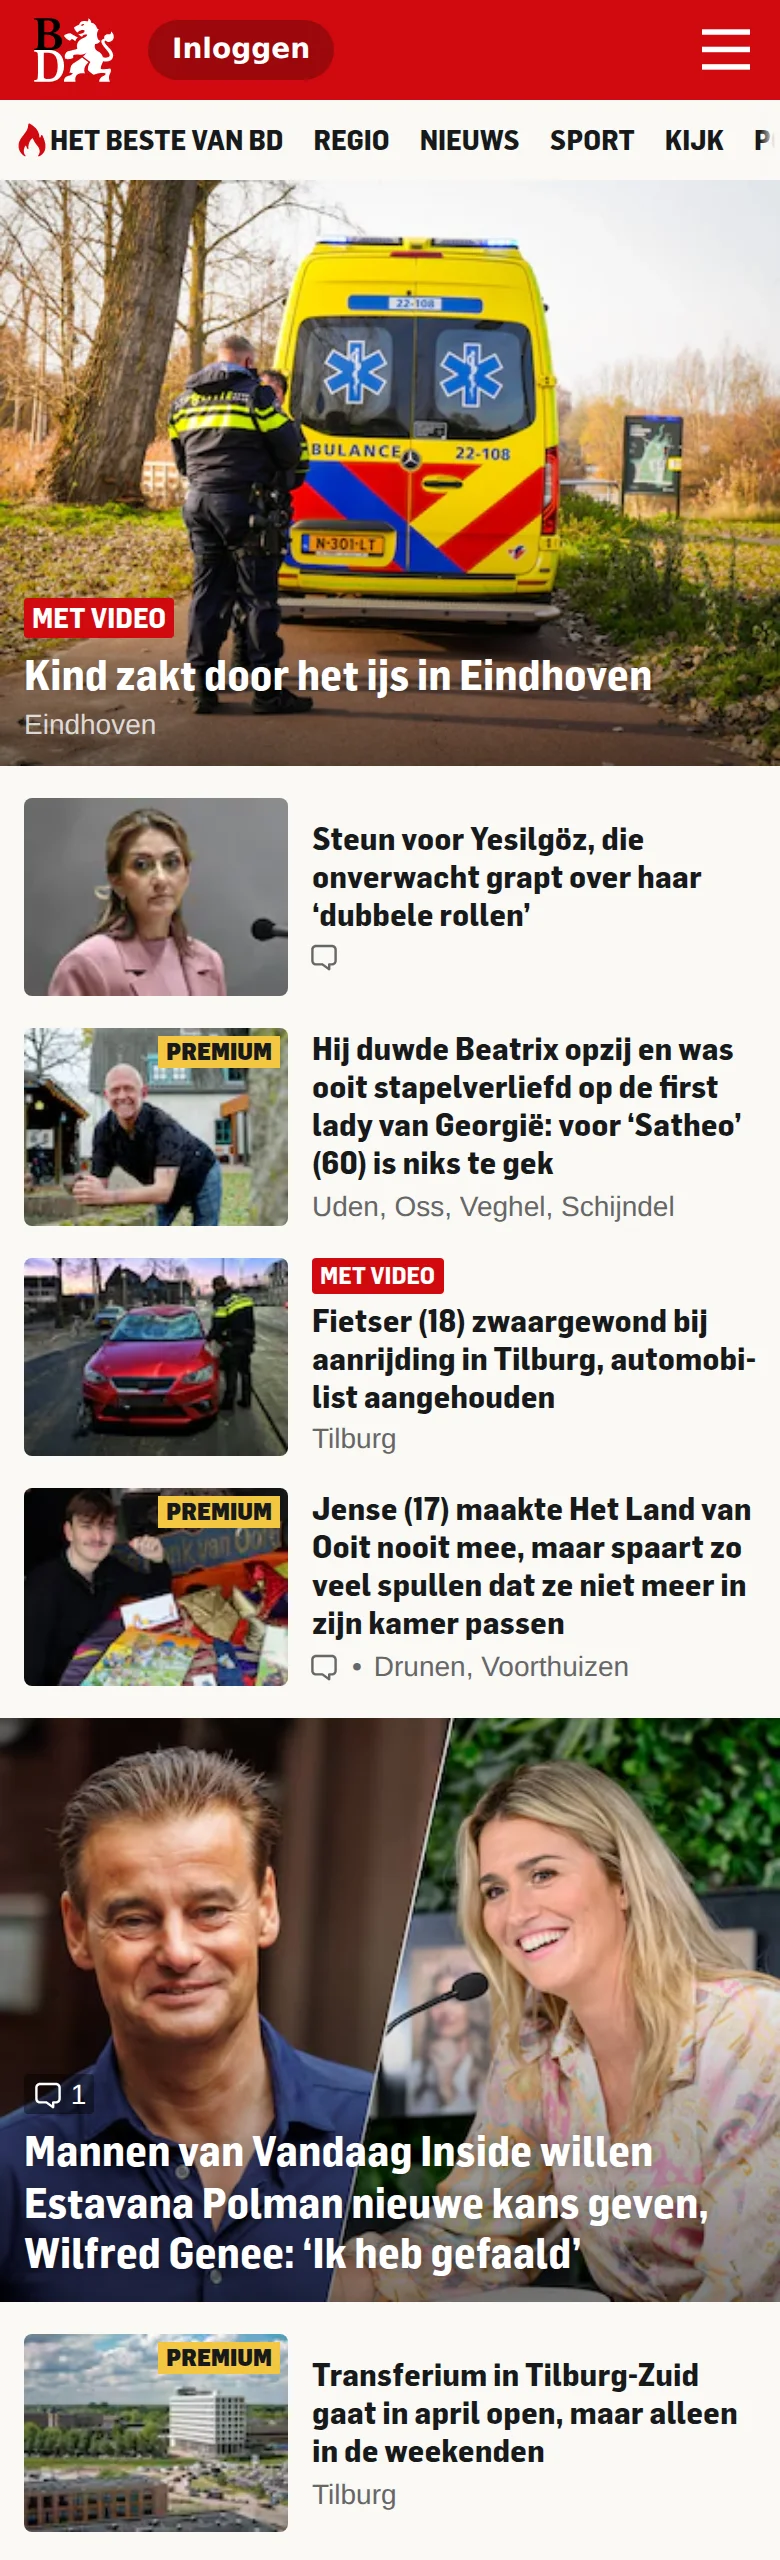 BD
Inloggen
HET BESTE VAN BD REGIO NIEUWS SPORT KIJK
22-108
BULANCE 22-108
N-301-LT
MET VIDEO
Kind zakt door het ijs in Eindhoven
Eindhoven
Steun voor Yesilgöz, die
onverwacht grapt over haar
‘dubbele rollen’
PREMIUM
Hij duwde Beatrix opzij en was
ooit stapelverliefd op de first
lady van Georgië: voor ‘Satheo’
(60) is niks te gek
Uden, Oss, Veghel, Schijndel
MET VIDEO
Fietser (18) zwaargewond bij
aanrijding in Tilburg, automobi-
list aangehouden
Tilburg
PREMIUM
Jense (17) maakte Het Land van
Ooit nooit mee, maar spaart zo
veel spullen dat ze niet meer in
zijn kamer passen
• Drunen, Voorthuizen
1
Mannen van Vandaag Inside willen
Estavana Polman nieuwe kans geven,
Wilfred Genee: ‘Ik heb gefaald’
PREMIUM
Transferium in Tilburg-Zuid
gaat in april open, maar alleen
in de weekenden
Tilburg